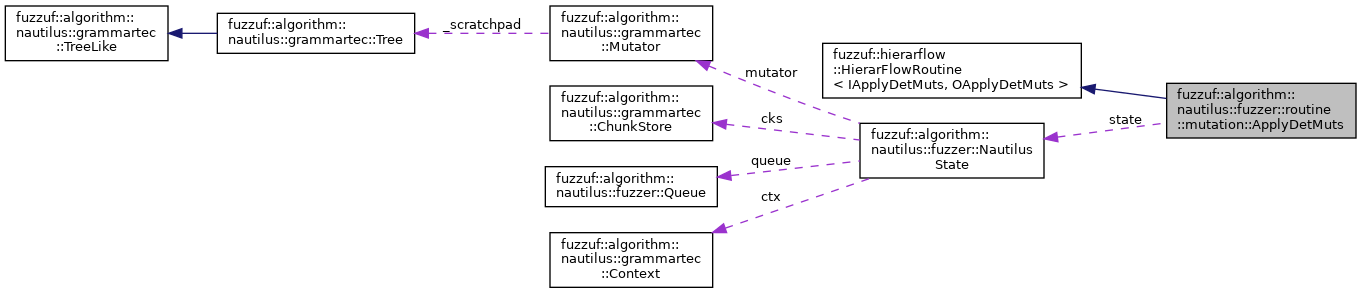 fuzzuf::algorithm::
nautilus::grammartec
::TreeLike
fuzzuf::algorithm::
nautilus::grammartec::Tree
_scratchpad
fuzzuf::algorithm::
nautilus::grammartec
::Mutator
mutator
fuzzuf::algorithm::
nautilus::grammartec
::ChunkStore
cks
fuzzuf::algorithm::
nautilus::fuzzer::Queue
queue
fuzzuf::algorithm::
nautilus::grammartec
::Context
ctx
fuzzuf::hierarflow
::HierarFlowRoutine
< IApplyDetMuts, OApplyDetMuts >
fuzzuf::algorithm::
nautilus::fuzzer::Nautilus
State
state
fuzzuf::algorithm::
nautilus::fuzzer::routine
::mutation::ApplyDetMuts